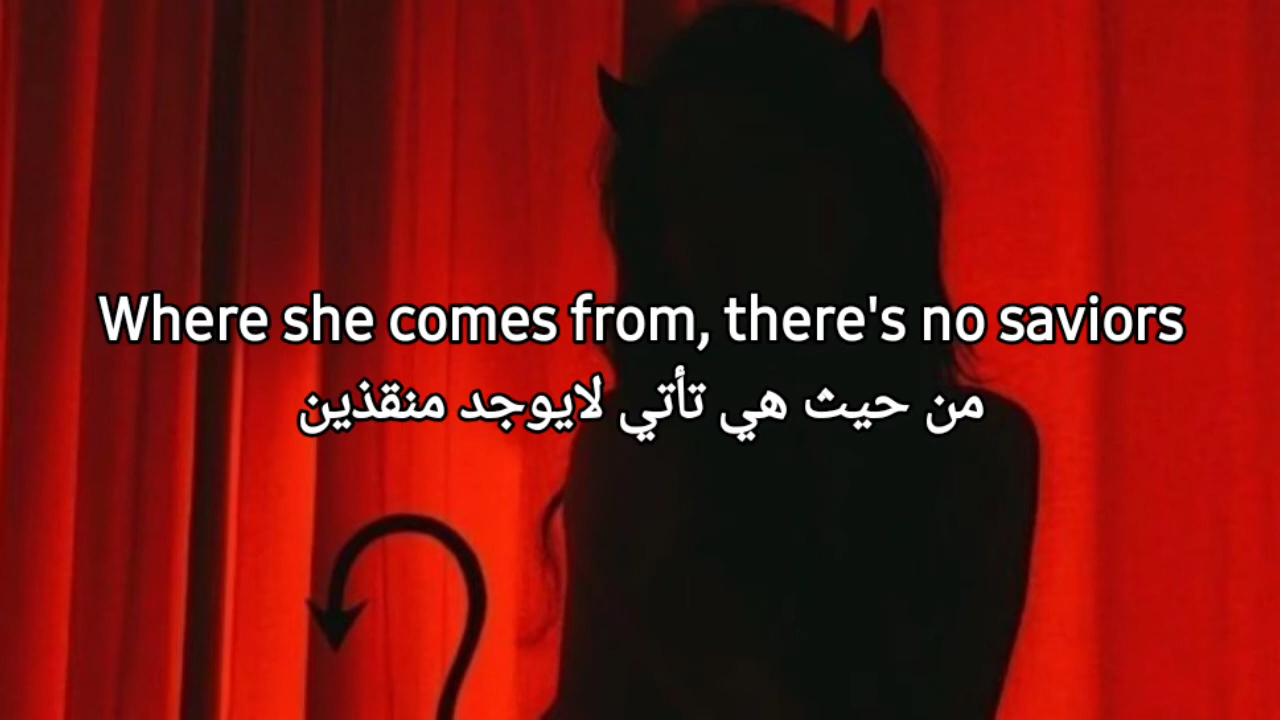 Where she comes from, there's no saviors
من حيث هي تأتي لايوجد منقذين